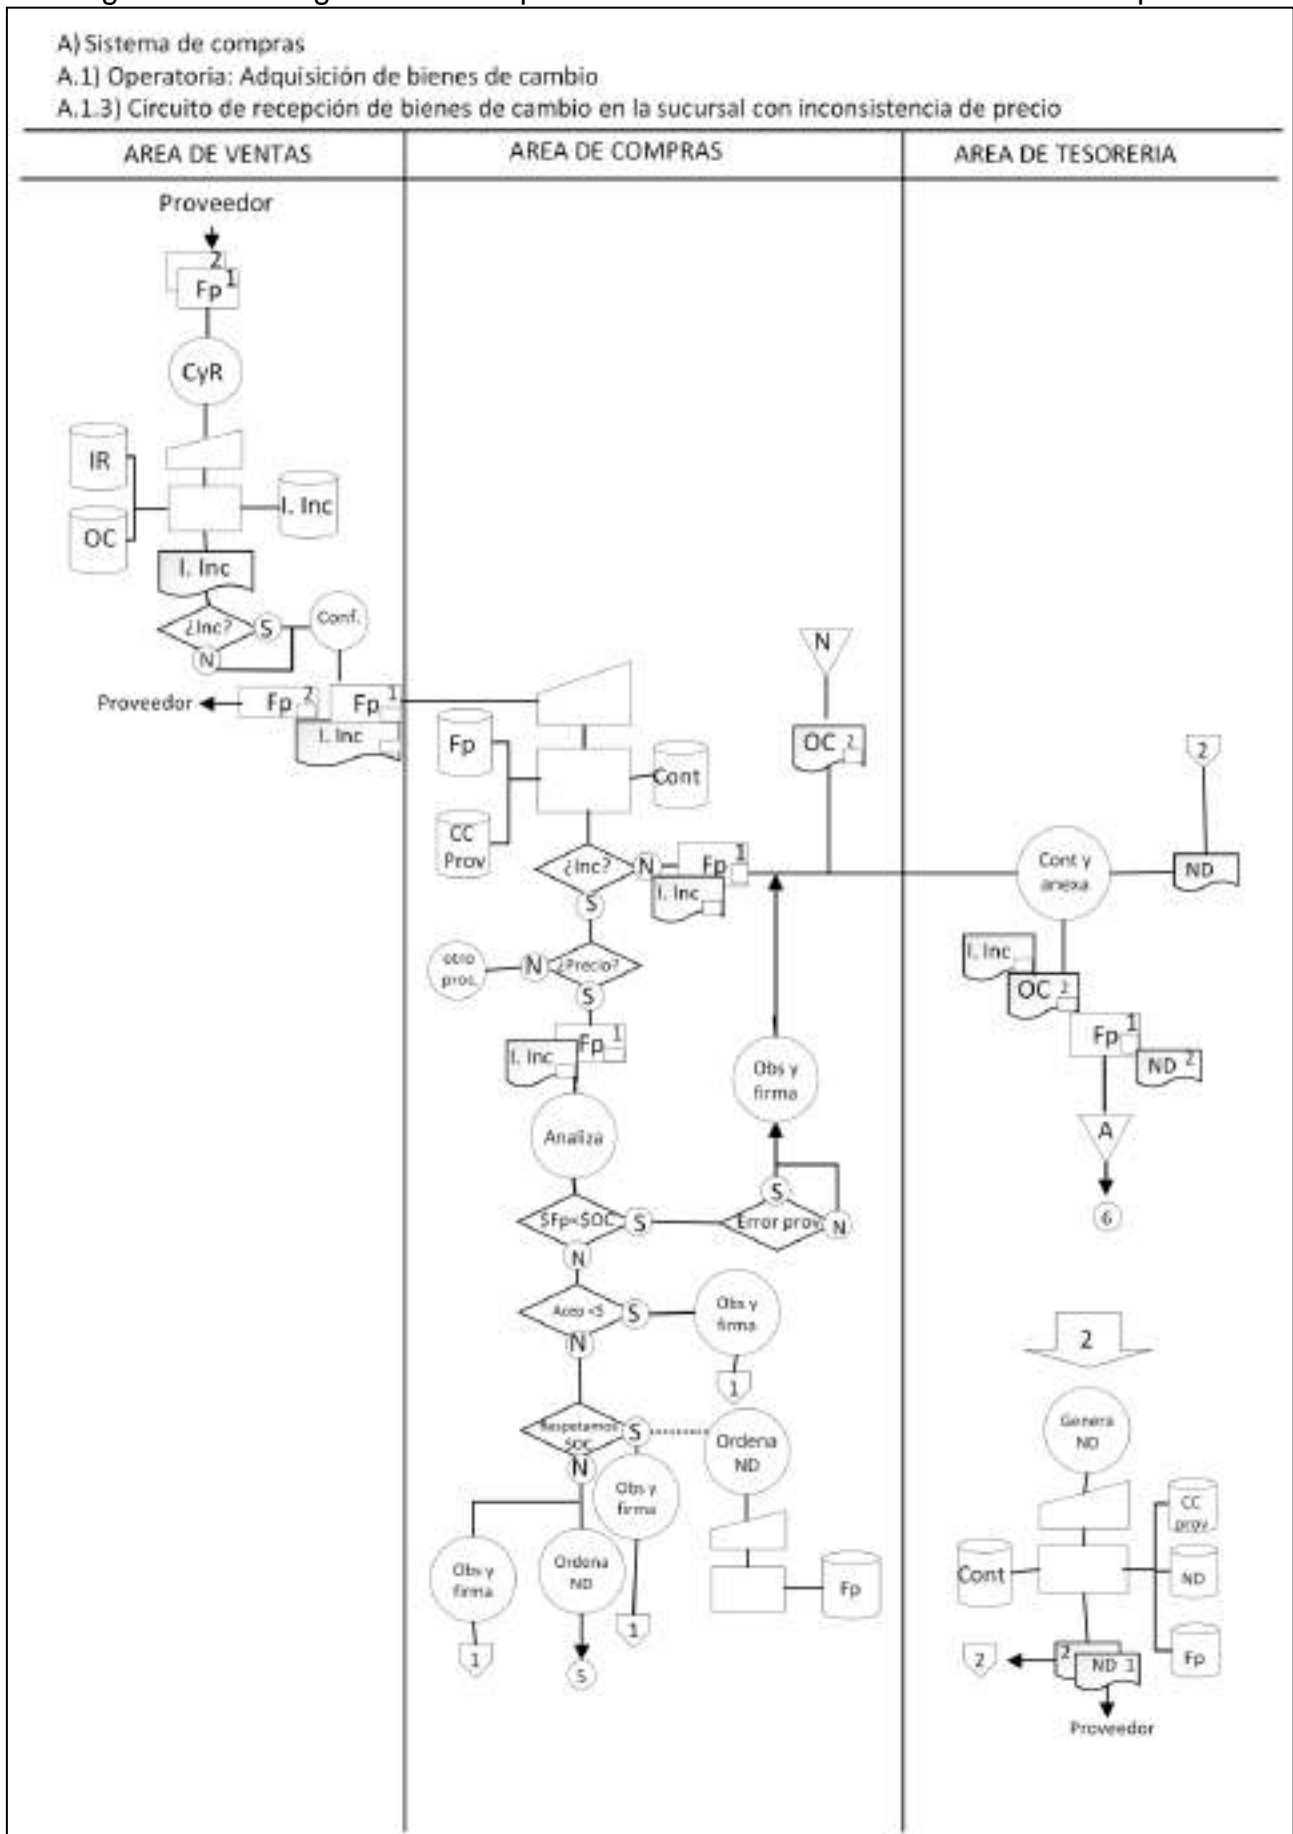 A) Sistema de compras
A.1) Operatoria: Adquisición de bienes de cambio
A.1.3) Circuito de recepción de bienes de cambio en la sucursal con inconsistencia de precio
AREA DE VENTAS
AREA DE COMPRAS
AREA DE TESORERIA
Proveedor
2
Fp 1
CyR
IR
OC
I. Inc
I. Inc
¿Inc?
S
N
Conf.
Proveedor
Fp 2
Fp 1
I. Inc
Fp
CC
Prov
Cont
¿Inc?
N
S
Fp 1
I. Inc
N
OC 2
otro
proc.
N
¿Precio?
S
I. Inc
Fp 1
Analiza
Obs y
firma
$Fp<$OC
S
N
Error prov
S
N
Acep <$
S
N
Obs y
firma
1
Respetamos
$OC
S
N
Ordena
ND
Obs y
firma
1
Fp
Obs y
firma
1
Ordena
ND
5
2
Cont y
anexa
ND
I. Inc
OC 2
Fp 1
ND 2
A
6
2
Genera
ND
CC
prov
Cont
ND
Fp
2
2
ND 1
Proveedor